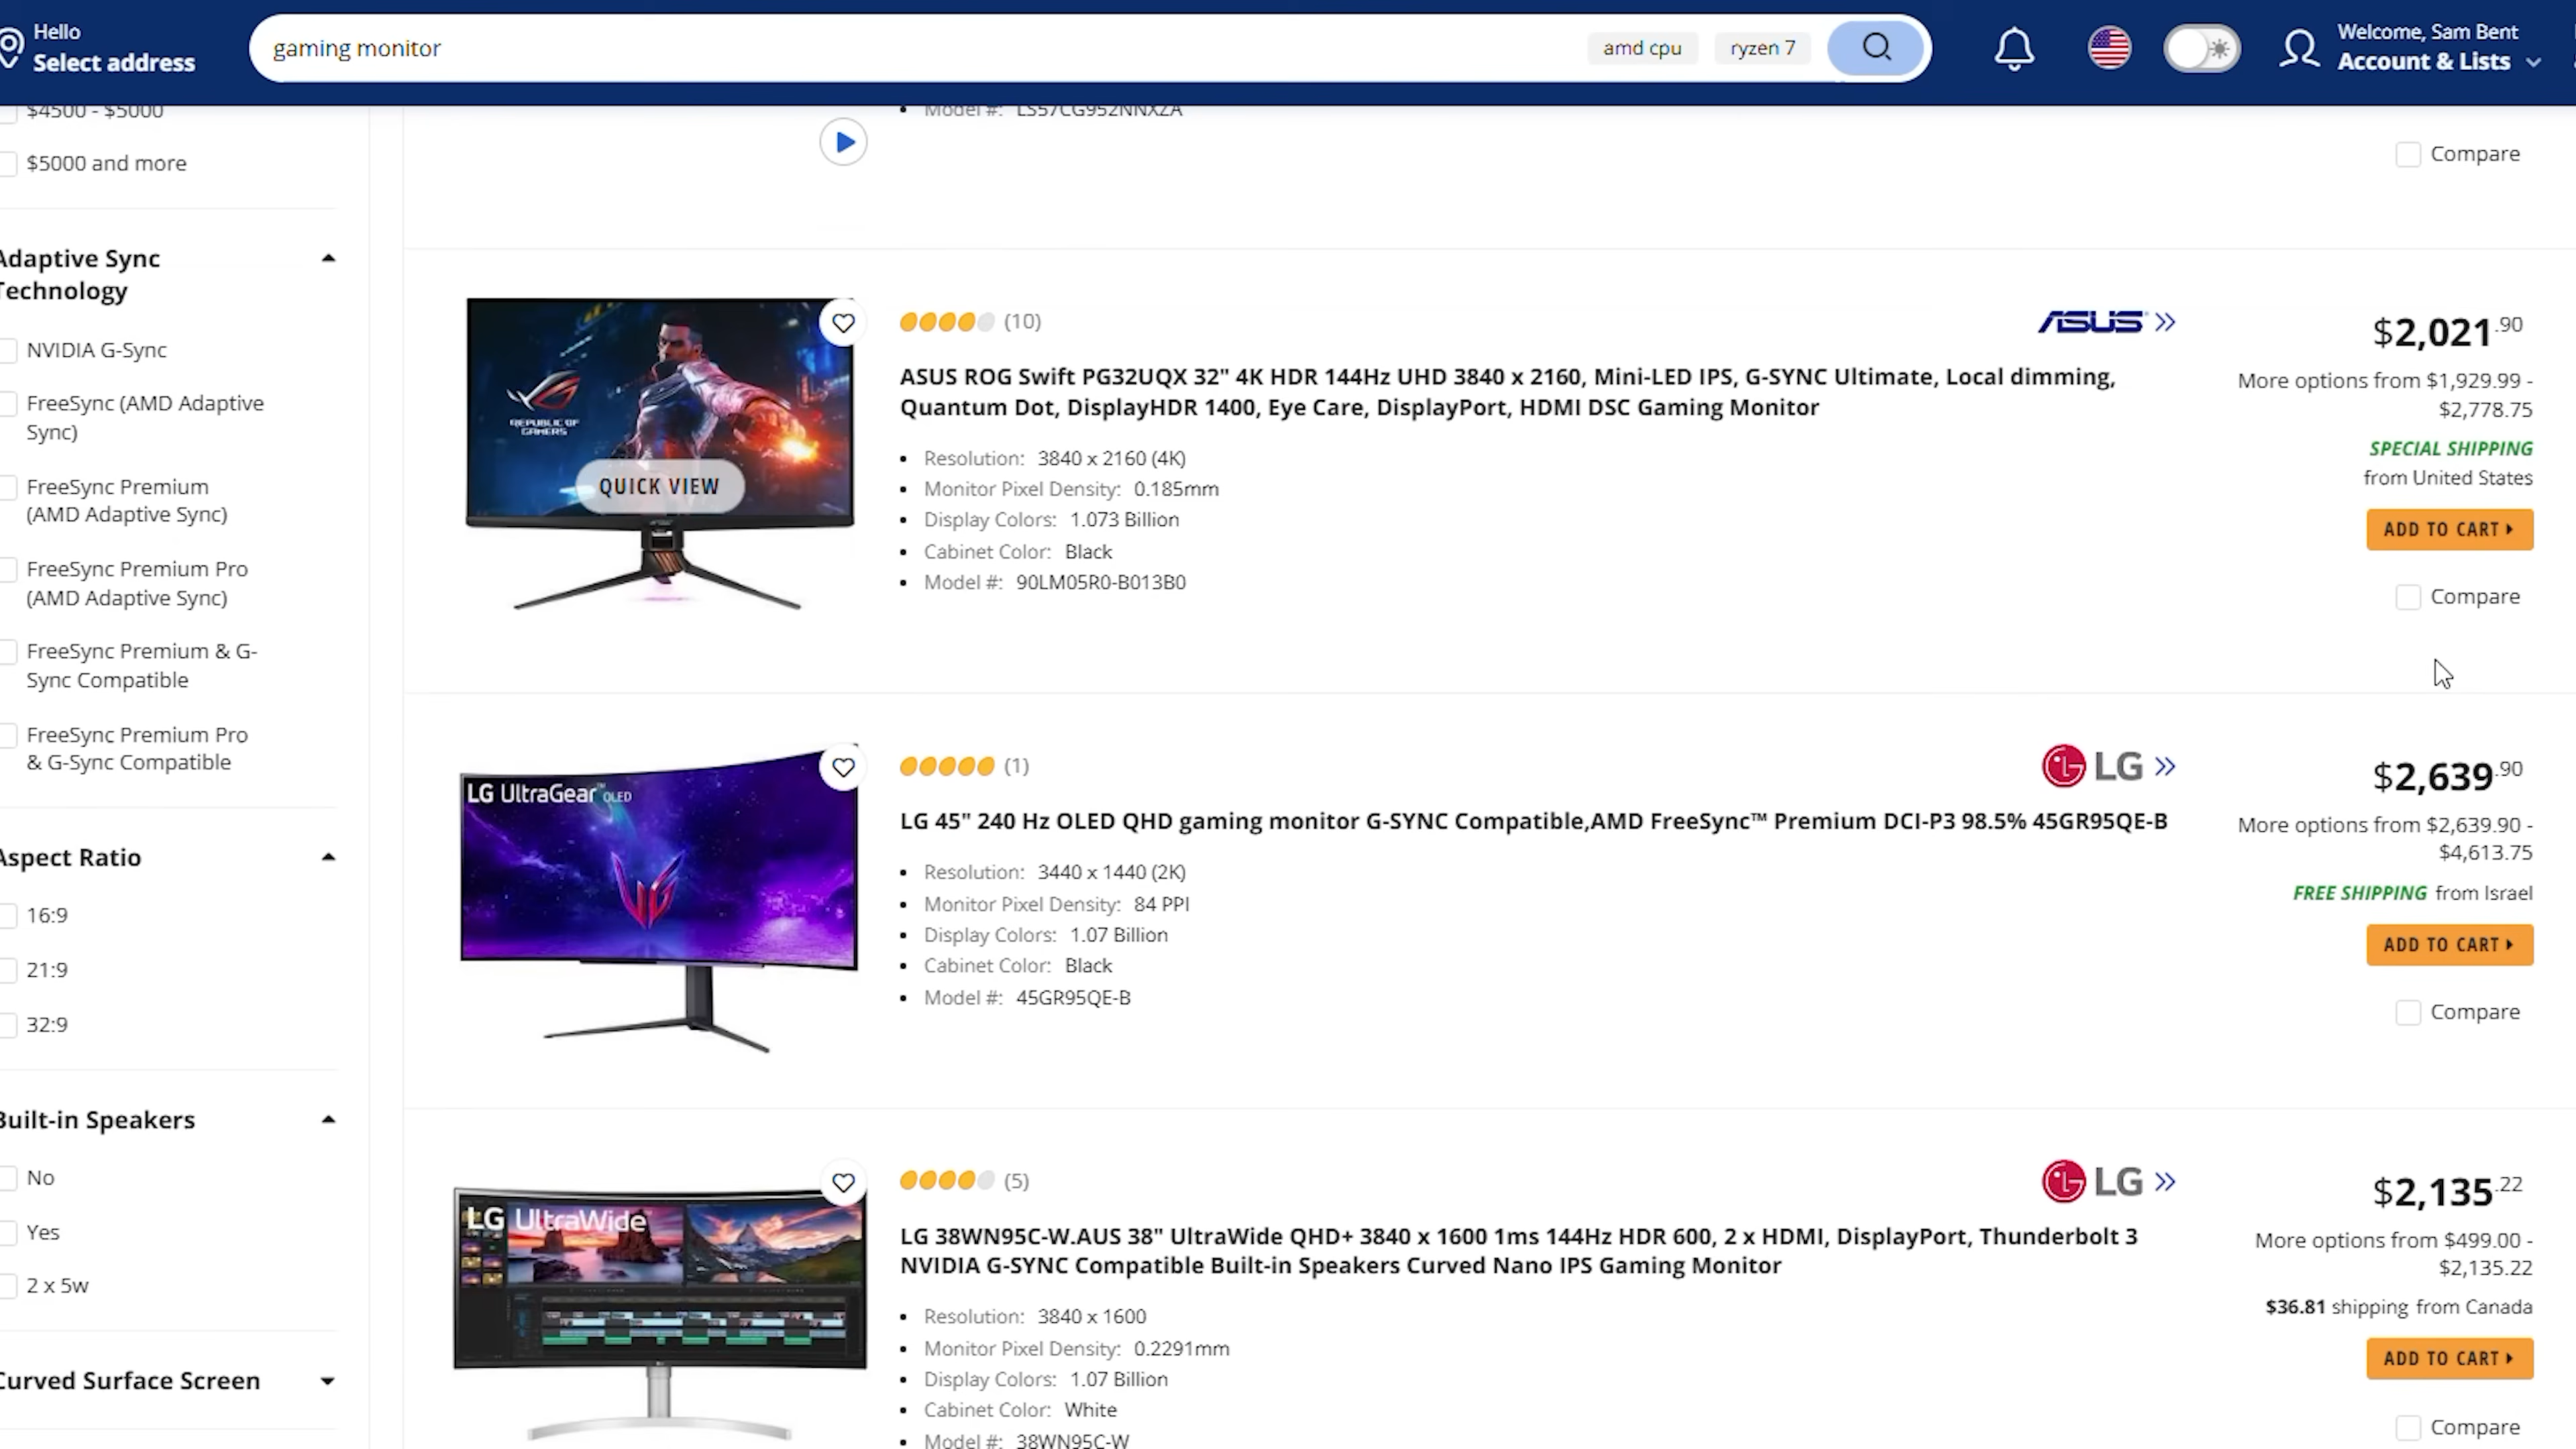 Hello
Select address
gaming monitor
amd cpu
ryzen 7
Welcome, Sam Bent
Account & Lists
$4500 - $5000
$5000 and more
Adaptive Sync
Technology
NVIDIA G-Sync
FreeSync (AMD Adaptive
Sync)
FreeSync Premium
(AMD Adaptive Sync)
FreeSync Premium Pro
(AMD Adaptive Sync)
FreeSync Premium & G-
Sync Compatible
FreeSync Premium Pro
& G-Sync Compatible
Aspect Ratio
16:9
21:9
32:9
Built-in Speakers
No
Yes
2 x 5w
Curved Surface Screen
Model #: LS57CG952NNXZA
Compare
REPUBLIC OF
GAMERS
QUICK VIEW
(10)
ASUS »
ASUS ROG Swift PG32UQX 32" 4K HDR 144Hz UHD 3840 x 2160, Mini-LED IPS, G-SYNC Ultimate, Local dimming,
Quantum Dot, DisplayHDR 1400, Eye Care, DisplayPort, HDMI DSC Gaming Monitor
• Resolution: 3840 x 2160 (4K)
• Monitor Pixel Density: 0.185mm
• Display Colors: 1.073 Billion
• Cabinet Color: Black
• Model #: 90LM05R0-B013B0
$2,021.90
More options from $1,929.99 -
$2,778.75
SPECIAL SHIPPING
from United States
ADD TO CART
Compare
LG UltraGear™ OLED
(1)
LG »
LG 45" 240 Hz OLED QHD gaming monitor G-SYNC Compatible,AMD FreeSync™ Premium DCI-P3 98.5% 45GR95QE-B
• Resolution: 3440 x 1440 (2K)
• Monitor Pixel Density: 84 PPI
• Display Colors: 1.07 Billion
• Cabinet Color: Black
• Model #: 45GR95QE-B
$2,639.90
More options from $2,639.90 -
$4,613.75
FREE SHIPPING from Israel
ADD TO CART
Compare
LG UltraWide™
(5)
LG »
LG 38WN95C-W.AUS 38" UltraWide QHD+ 3840 x 1600 1ms 144Hz HDR 600, 2 x HDMI, DisplayPort, Thunderbolt 3
NVIDIA G-SYNC Compatible Built-in Speakers Curved Nano IPS Gaming Monitor
• Resolution: 3840 x 1600
• Monitor Pixel Density: 0.2291mm
• Display Colors: 1.07 Billion
• Cabinet Color: White
• Model #: 38WN95C-W
$2,135.22
More options from $499.00 -
$2,135.22
$36.81 shipping from Canada
ADD TO CART
Compare